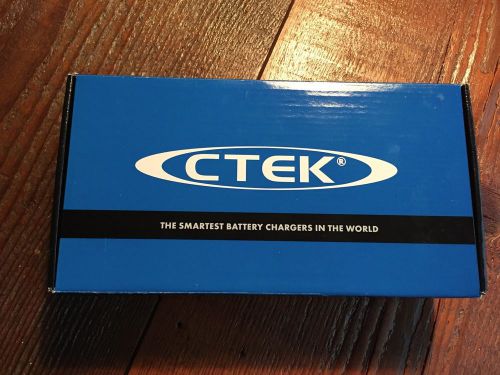 CTEK®
THE SMARTEST BATTERY CHARGERS IN THE WORLD